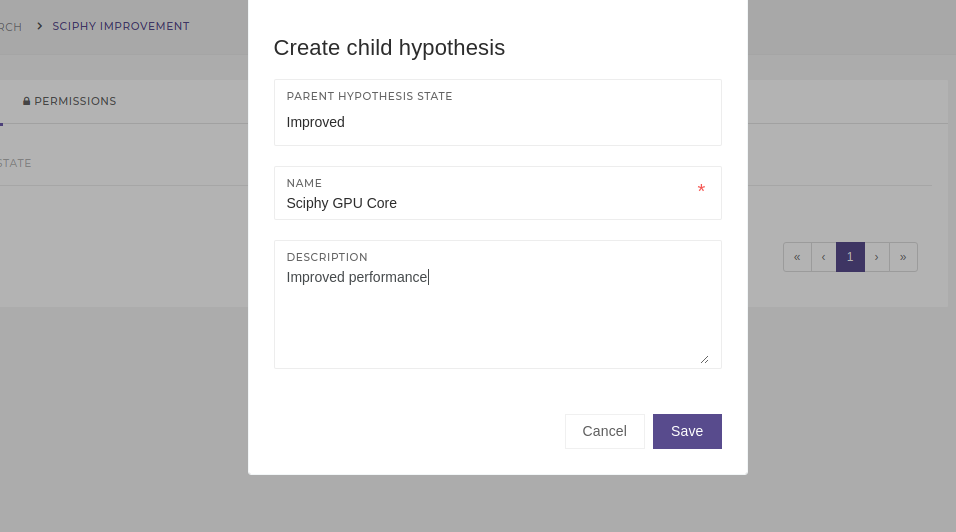 RCH > SCIPHY IMPROVEMENT
PERMISSIONS
STATE
Create child hypothesis
PARENT HYPOTHESIS STATE
Improved
NAME
Sciphy GPU Core
*
DESCRIPTION
Improved performance
« ‹ 1 › »
Cancel Save